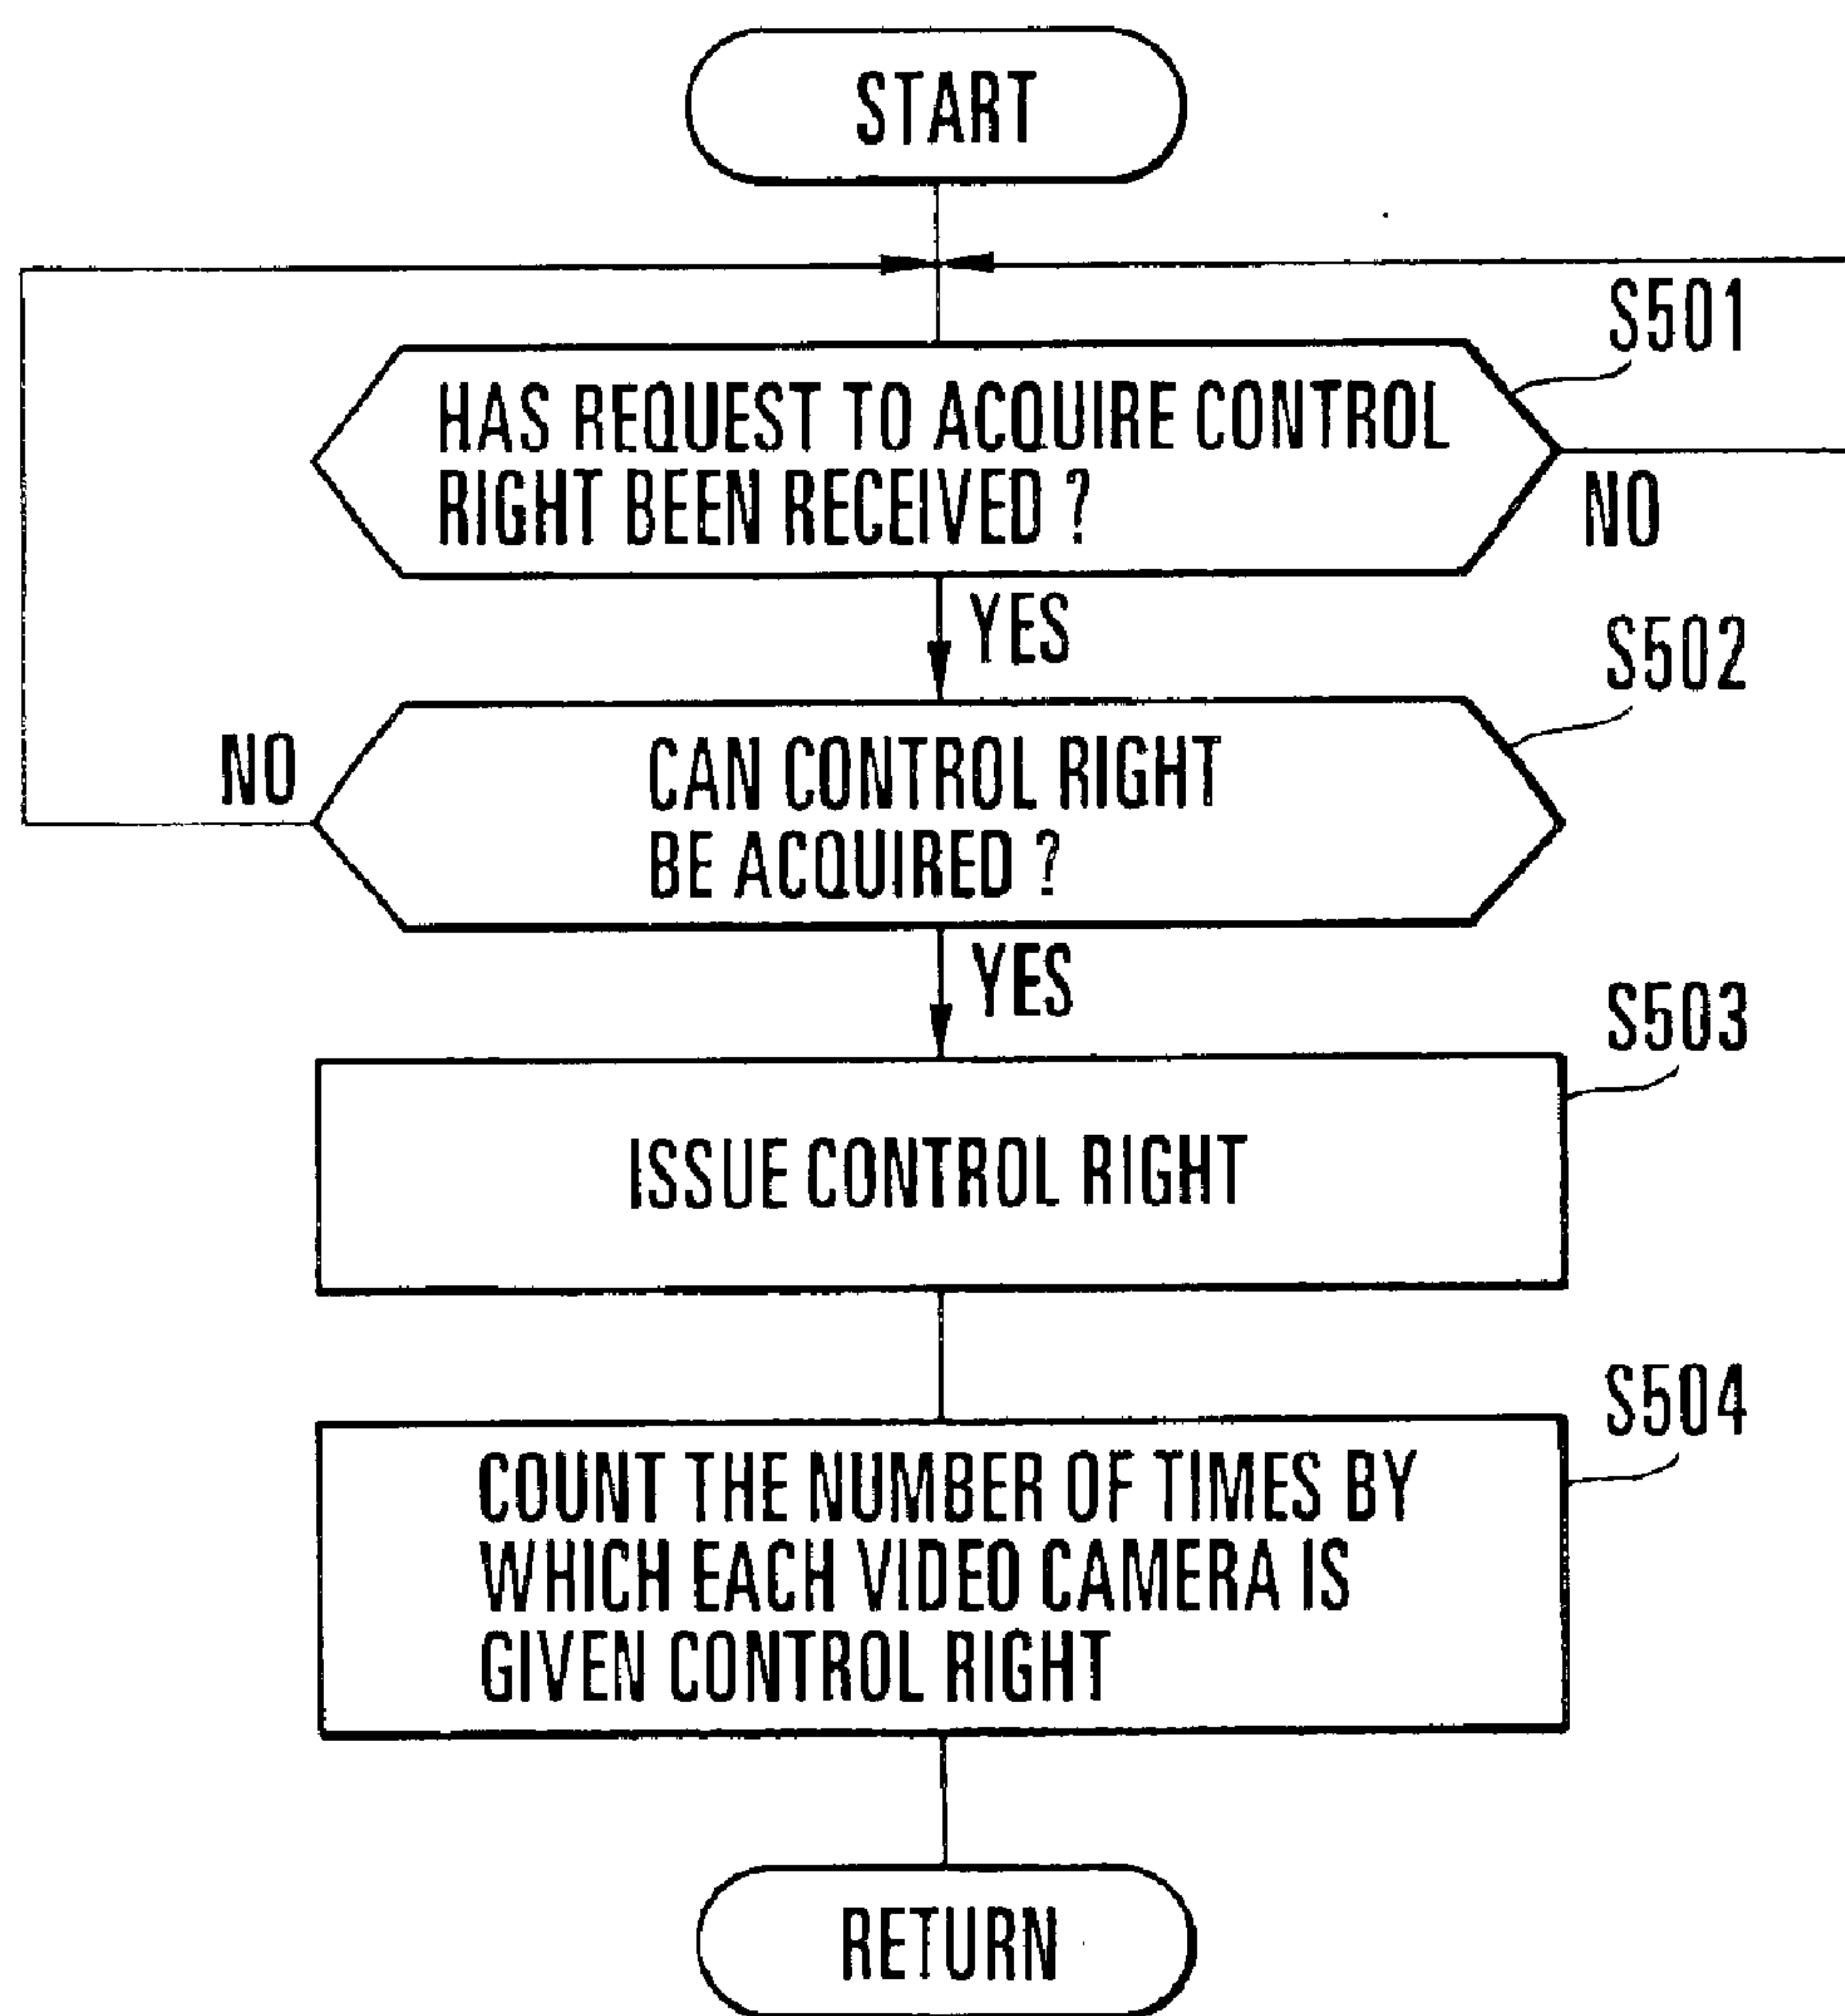 START
S501
HAS REQUEST TO ACQUIRE CONTROL
RIGHT BEEN RECEIVED ?
NO
YES
S502
NO
CAN CONTROL RIGHT
BE ACQUIRED ?
YES
S503
ISSUE CONTROL RIGHT
S504
COUNT THE NUMBER OF TIMES BY
WHICH EACH VIDEO CAMERA IS
GIVEN CONTROL RIGHT
RETURN